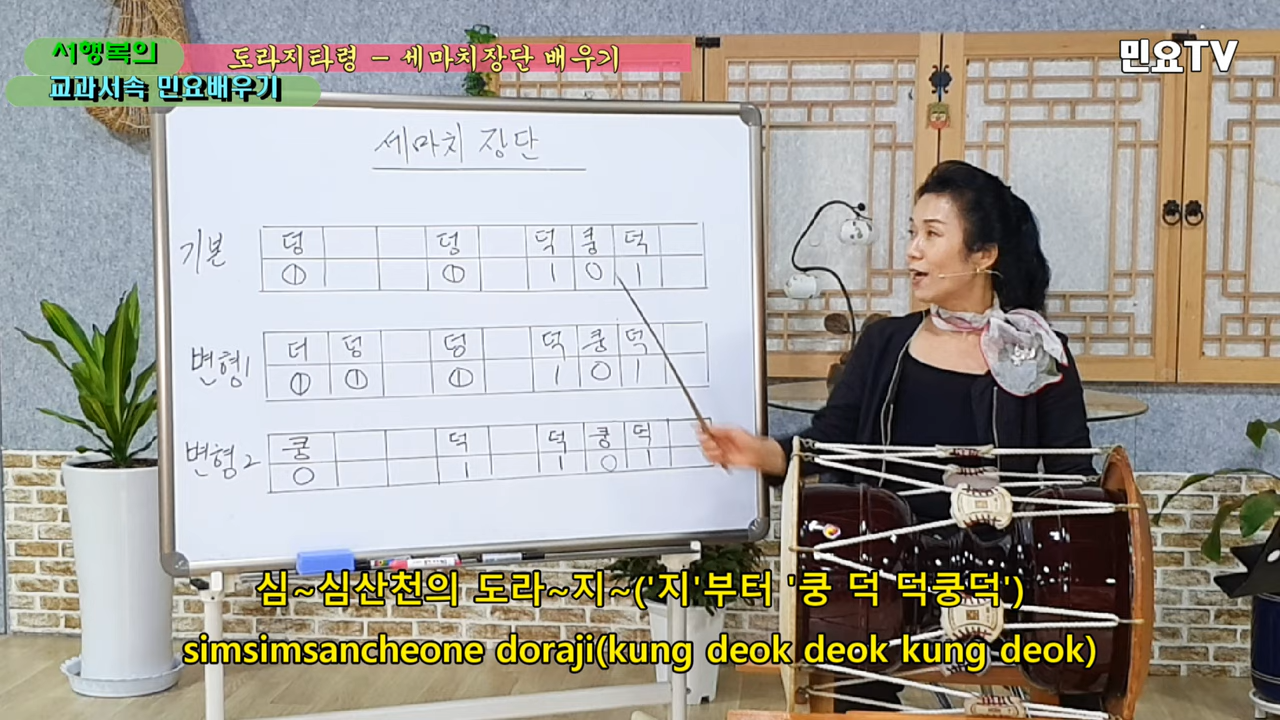 서행복의
교과서속 민요배우기
도라지타령 - 세마치장단 배우기
민요TV
세마치 장단
기본 덩 덩 덕 쿵 덕
변형1 더 덩 덩 덕 쿵 덕
변형2 쿵 덕 덕 쿵 덕
심~심산천의 도라~지~('지'부터 '쿵 덕 덕쿵덕')
simsimsancheone doraji(kung deok deok kung deok)